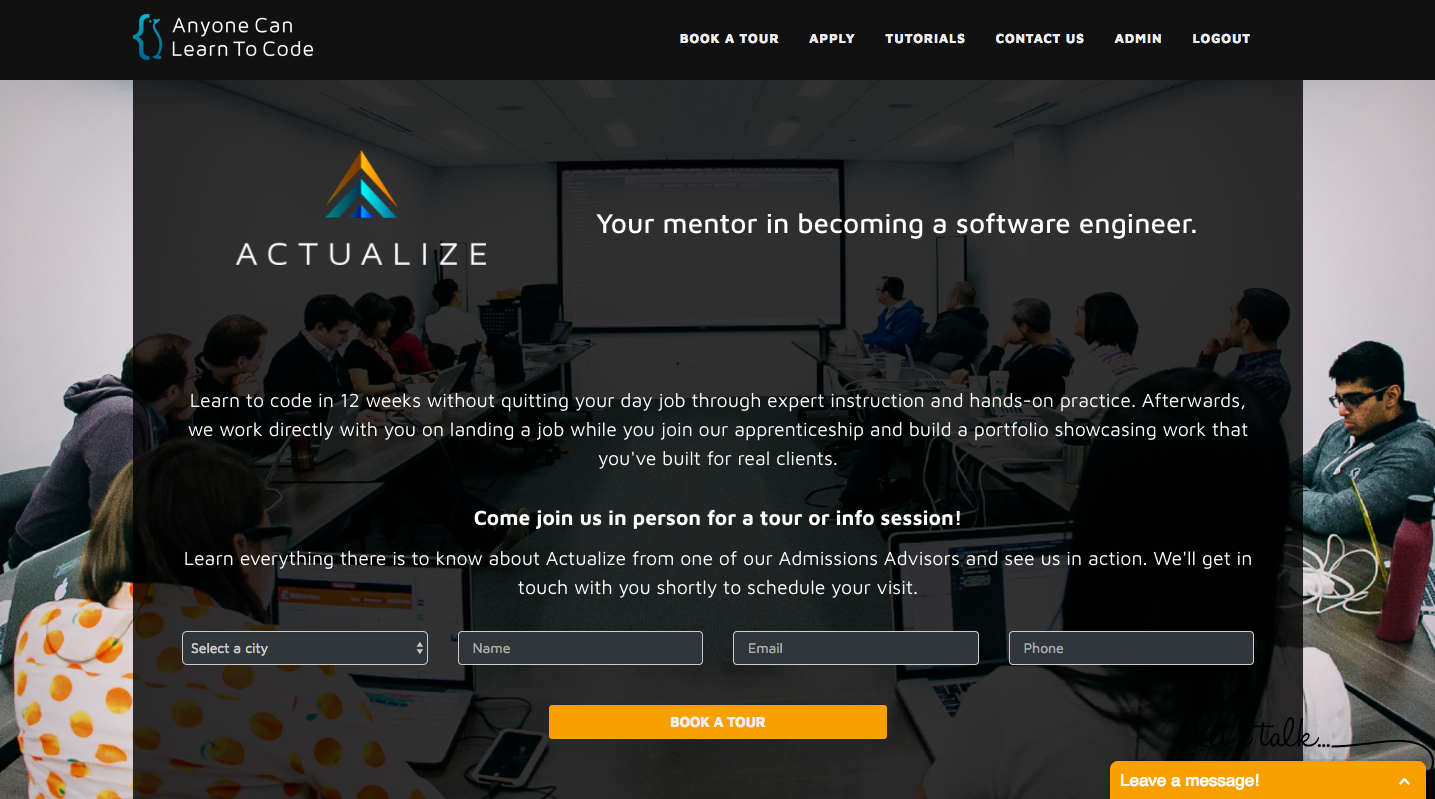 Anyone Can
Learn To Code
BOOK A TOUR APPLY TUTORIALS CONTACT US ADMIN LOGOUT
ACTUALIZE
Your mentor in becoming a software engineer.
Learn to code in 12 weeks without quitting your day job through expert instruction and hands-on practice. Afterwards,
we work directly with you on landing a job while you join our apprenticeship and build a portfolio showcasing work that
you've built for real clients.
Come join us in person for a tour or info session!
Learn everything there is to know about Actualize from one of our Admissions Advisors and see us in action. We'll get in
touch with you shortly to schedule your visit.
Select a city Name Email Phone
BOOK A TOUR
Let's talk...
Leave a message!